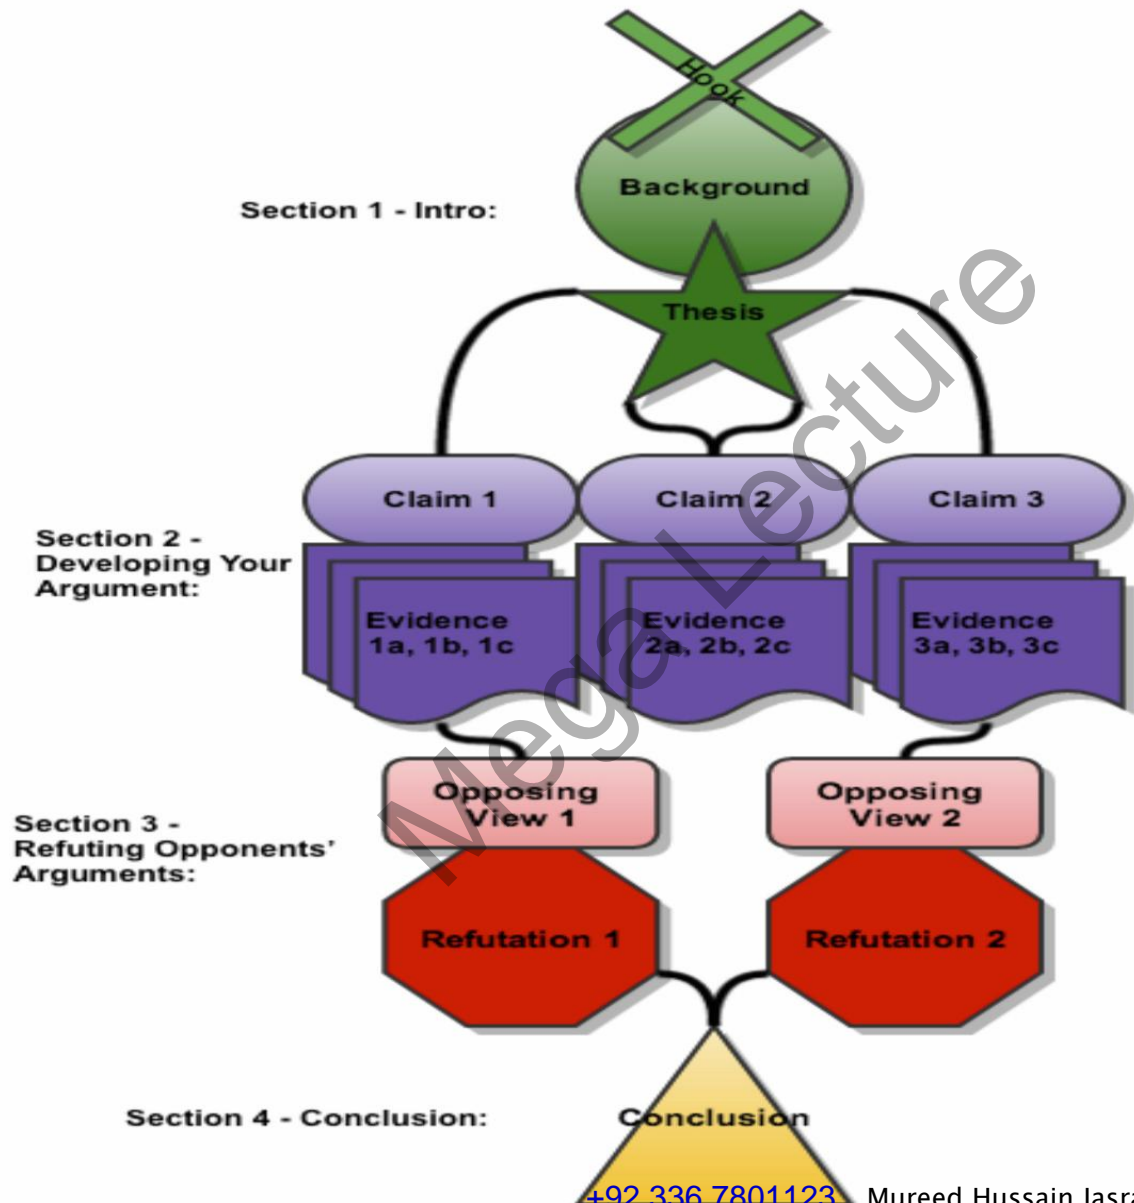 Hook
Background
Section 1 - Intro:
Thesis
Claim 1
Claim 2
Claim 3
Section 2 -
Developing Your
Argument:
Evidence
1a, 1b, 1c
Evidence
2a, 2b, 2c
Evidence
3a, 3b, 3c
Opposing
View 1
Opposing
View 2
Section 3 -
Refuting Opponents'
Arguments:
Refutation 1
Refutation 2
Section 4 - Conclusion:
Conclusion
Mega Lecture
+92 336 7801123 Mureed Hussain